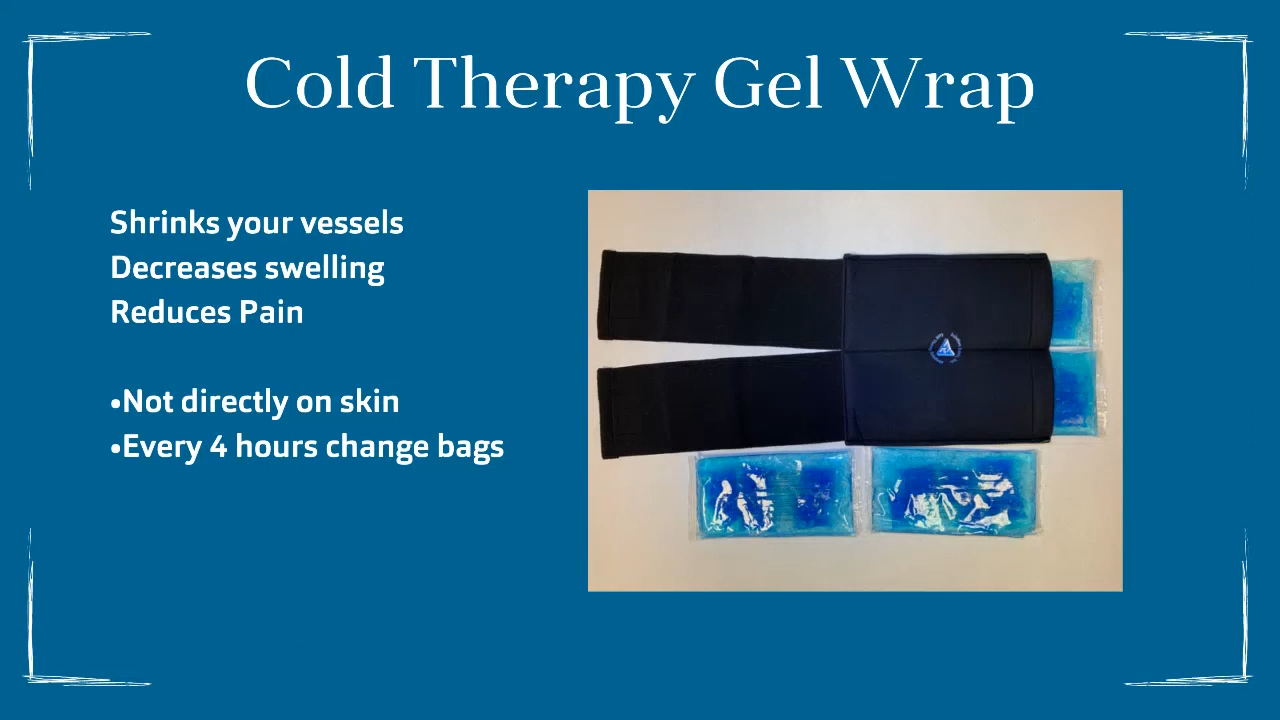 Cold Therapy Gel Wrap
Shrinks your vessels
Decreases swelling
Reduces Pain
•Not directly on skin
•Every 4 hours change bags